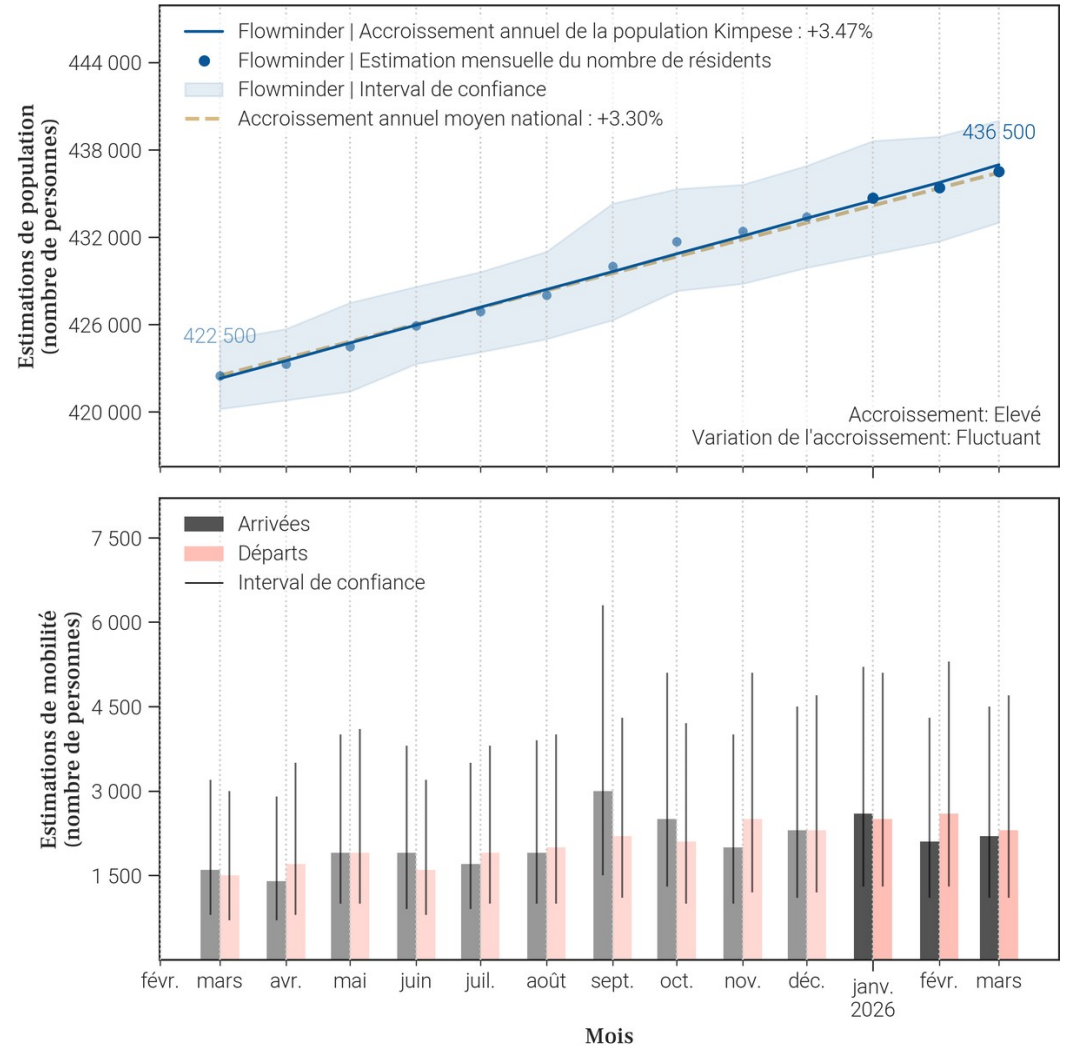 Flowminder | Accroissement annuel de la population Kimpese : +3.47%
Flowminder | Estimation mensuelle du nombre de résidents
Flowminder | Interval de confiance
Accroissement annuel moyen national : +3.30%
444 000
438 000
432 000
426 000
420 000
Estimations de population
(nombre de personnes)
422 500
436 500
Accroissement: Elevé
Variation de l'accroissement: Fluctuant
Arrivées
Départs
Interval de confiance
7 500
6 000
4 500
3 000
1 500
Estimations de mobilité
(nombre de personnes)
févr. mars avr. mai juin juil. août sept. oct. nov. déc. janv. févr. mars
2026
Mois